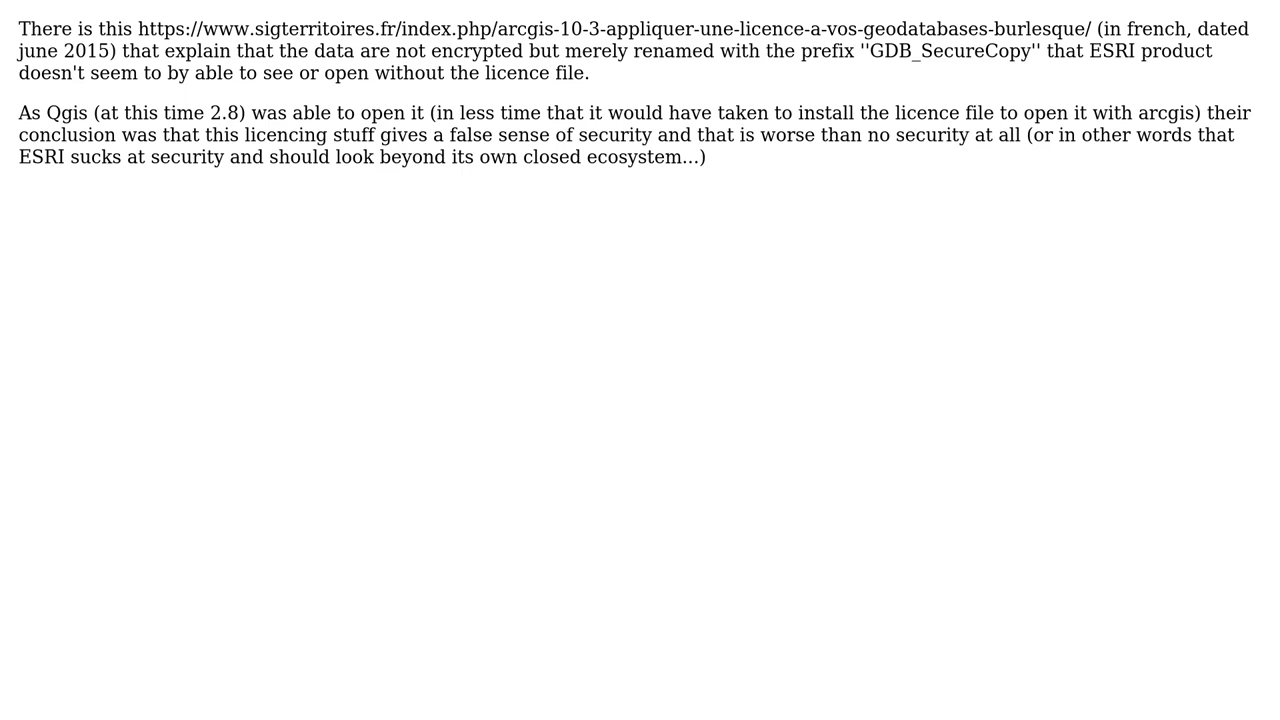 There is this https://www.sigterritoires.fr/index.php/arcgis-10-3-appliquer-une-licence-a-vos-geodatabases-burlesque/ (in french, dated
june 2015) that explain that the data are not encrypted but merely renamed with the prefix ''GDB_SecureCopy'' that ESRI product
doesn't seem to by able to see or open without the licence file.
As Qgis (at this time 2.8) was able to open it (in less time that it would have taken to install the licence file to open it with arcgis) their
conclusion was that this licencing stuff gives a false sense of security and that is worse than no security at all (or in other words that
ESRI sucks at security and should look beyond its own closed ecosystem...)